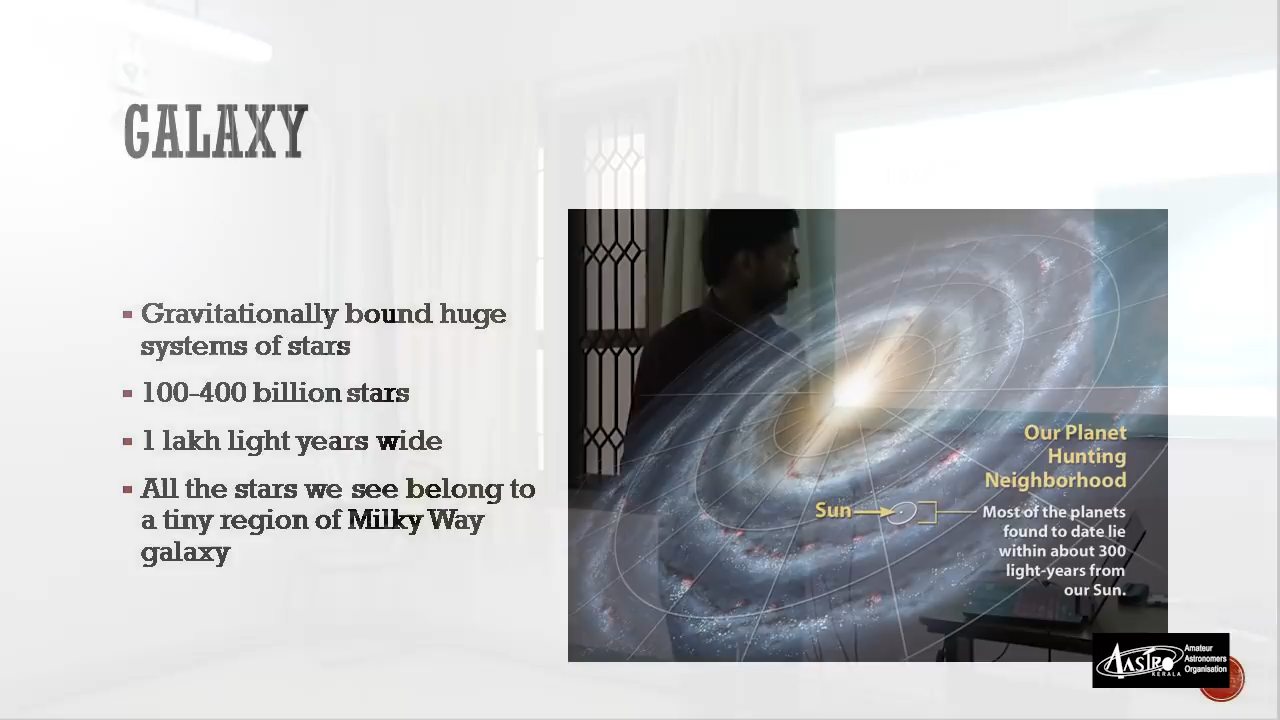 GALAXY
Gravitationally bound huge
systems of stars
100-400 billion stars
1 lakh light years wide
All the stars we see belong to
a tiny region of Milky Way
galaxy
Our Planet
Hunting
Neighborhood
Sun
Most of the planets
found to date lie
within about 300
light-years from
our Sun.
AASTRO
KERALA
Amateur
Astronomers
Organisation